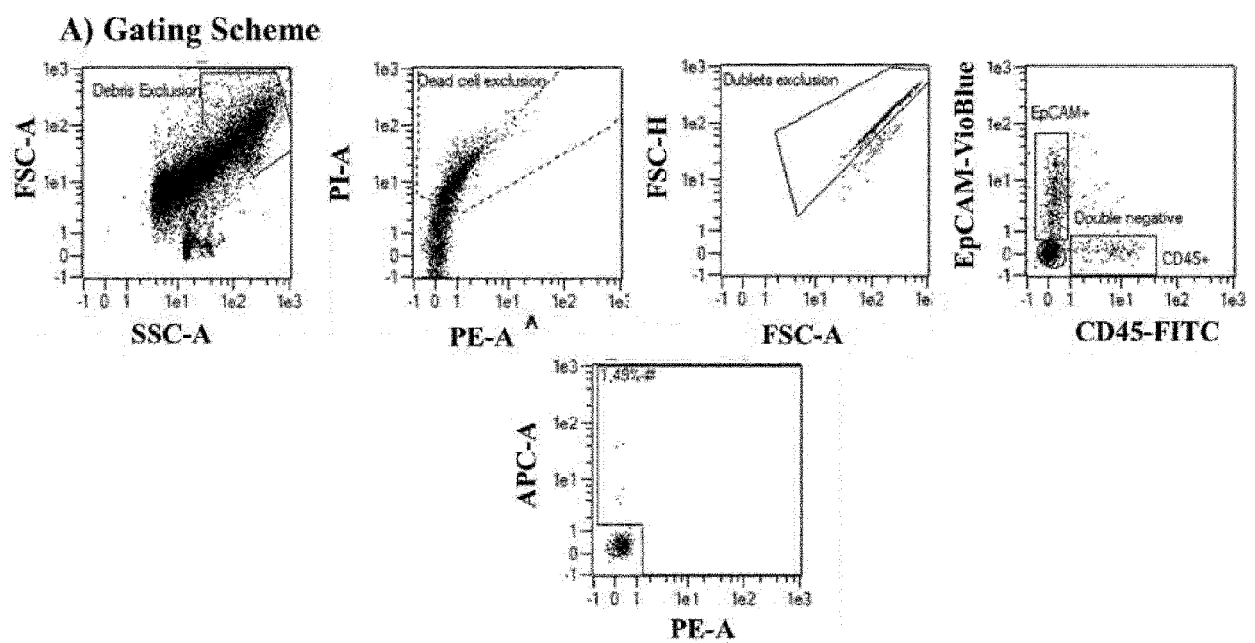 A) Gating Scheme
Debris Exclusion
FSC-A
1e3
1e2
1e1
1
0
-1
-1 0 1 1e1 1e2 1e3
SSC-A
Dead cell exclusion
PI-A
1e3
1e2
1e1
1
0
-1
-1 0 1 1e1 1e2 1e3
PE-A
Dublets exclusion
FSC-H
1e3
1e2
1e1
1
0
-1
-1 0 1 1e1 1e2
FSC-A
EpCAM+
Double negative
CD45+
EpCAM-VioBlue
1e3
1e2
1e1
1
0
-1
-1 0 1 1e1 1e2 1e3
CD45-FITC
APC-A
1e3
1e2
1e1
1
0
-1
-1 0 1 1e1 1e2 1e3
PE-A